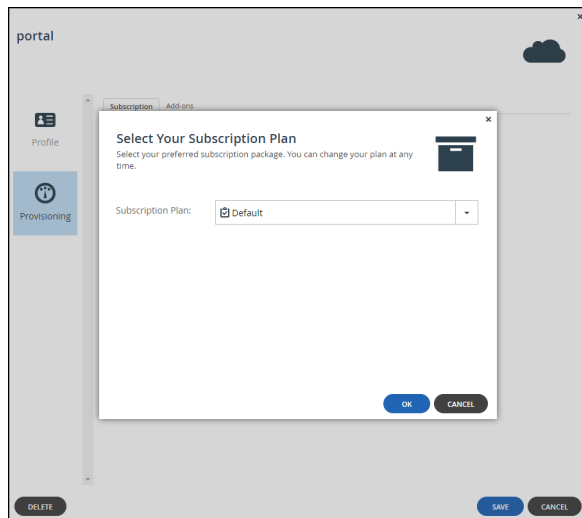 portal
Profile
Provisioning
Subscription Add-ons
Select Your Subscription Plan
Select your preferred subscription package. You can change your plan at any
time.
Subscription Plan: Default
OK CANCEL
DELETE SAVE CANCEL